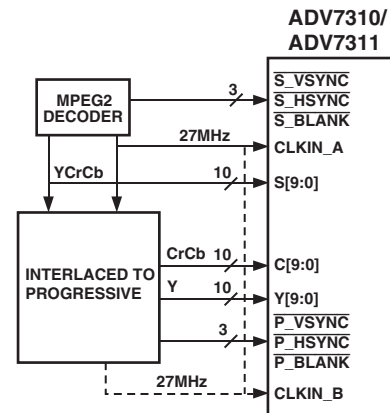 ADV7310/
ADV7311
3
S_VSYNC
S_HSYNC
S_BLANK
MPEG2
DECODER
27MHz
CLKIN_A
YCrCb
10
S[9:0]
INTERLACED TO
PROGRESSIVE
CrCb
10
C[9:0]
Y
10
Y[9:0]
3
P_VSYNC
P_HSYNC
P_BLANK
27MHz
CLKIN_B